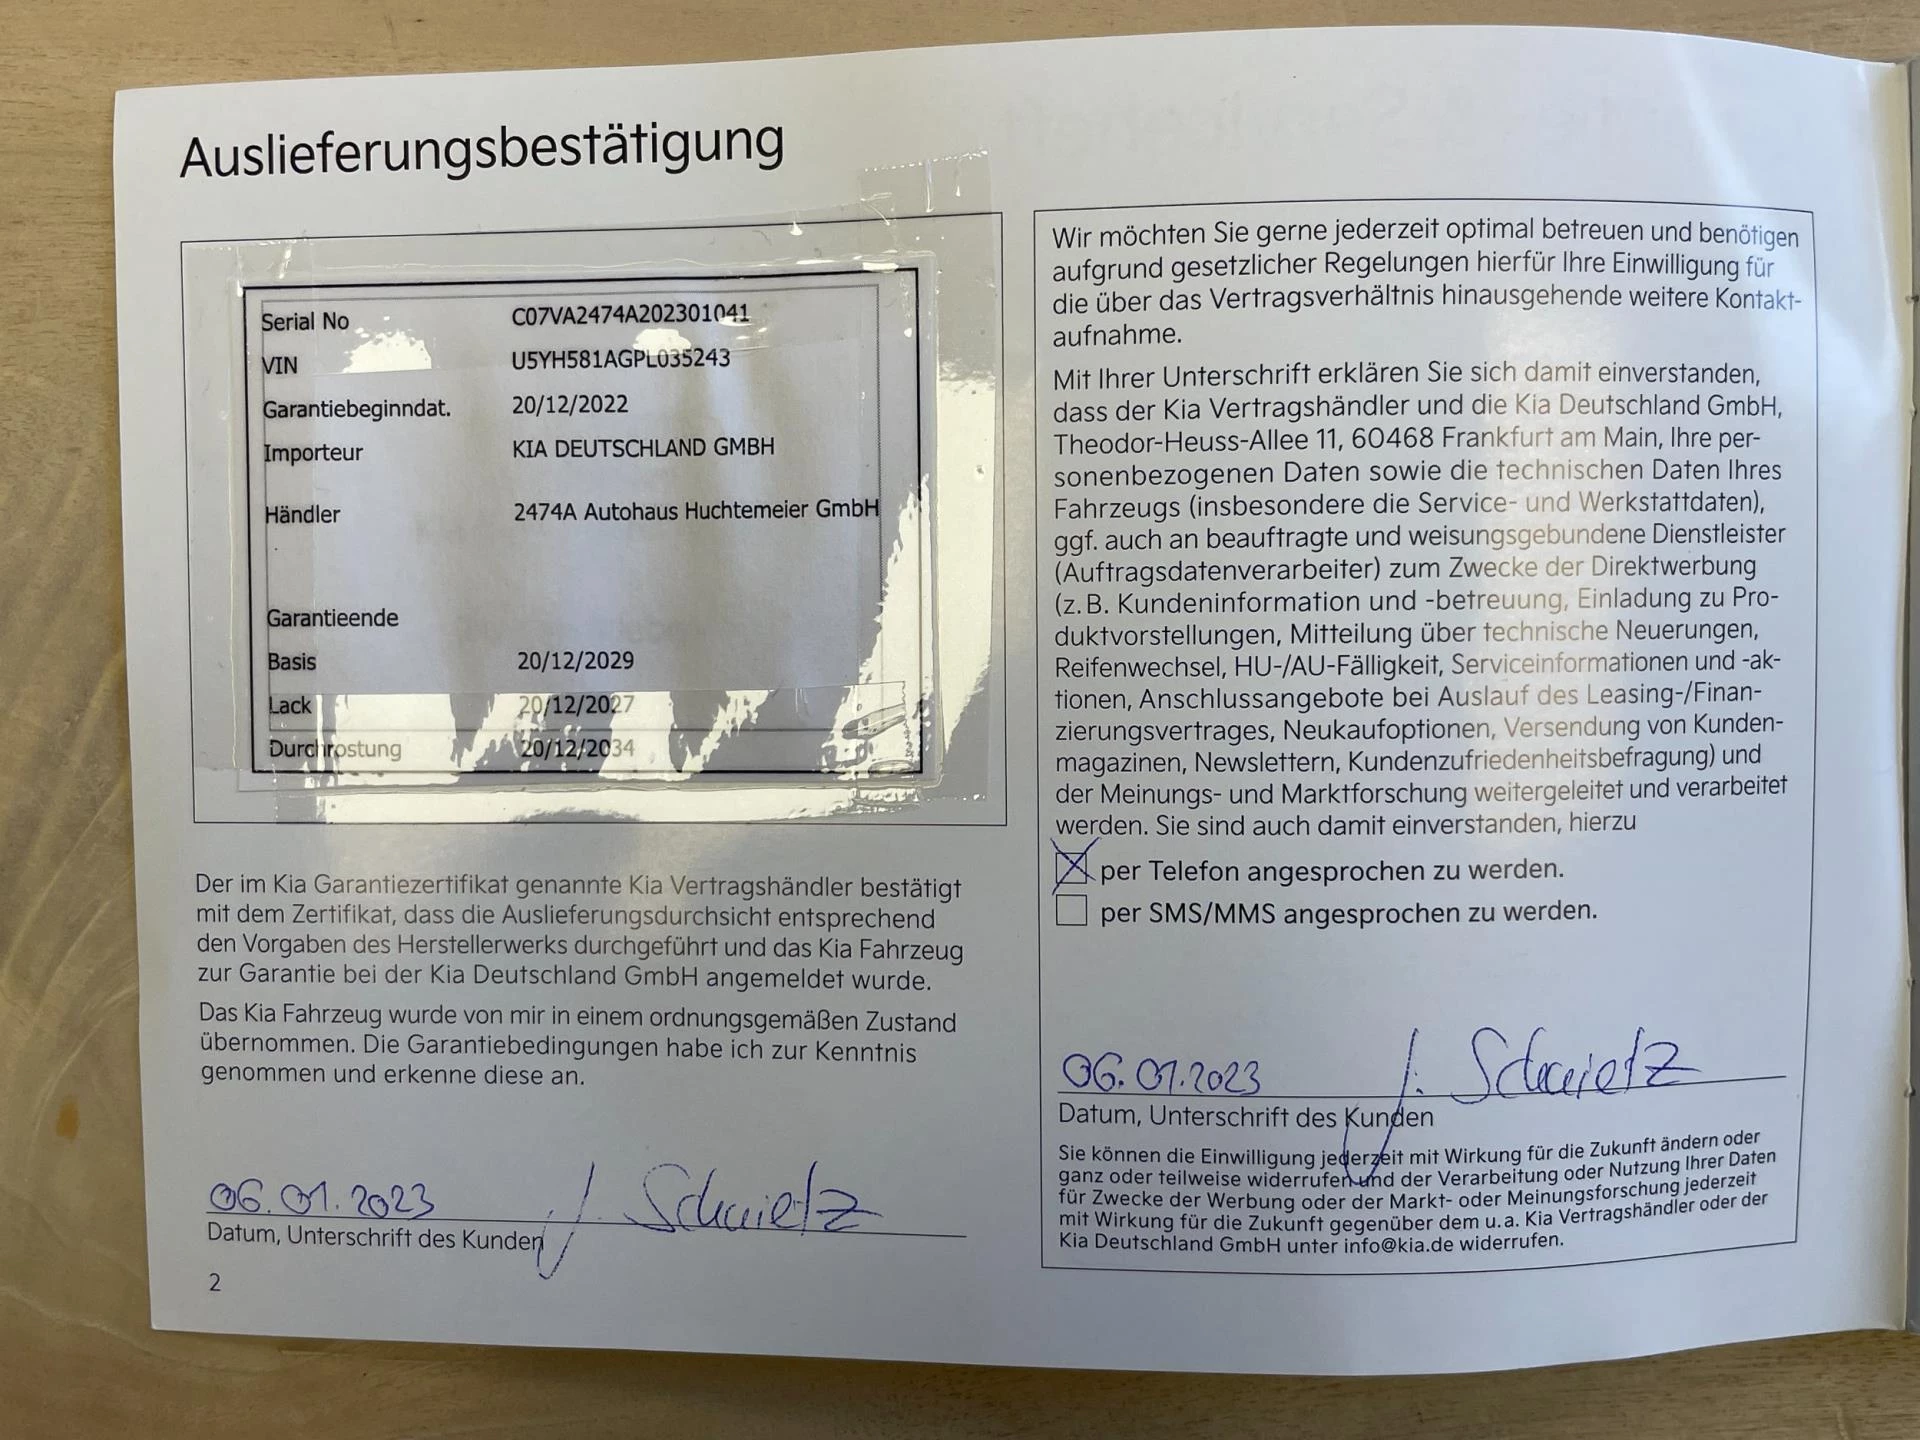 Auslieferungsbestätigung
Serial No C07VA2474A202301041
VIN U5YH581AGPL035243
Garantiebeginndat. 20/12/2022
Importeur KIA DEUTSCHLAND GMBH
Händler 2474A Autohaus Huchtemeier GmbH
Garantieende
Basis 20/12/2029
Lack 20/12/2027
Durchrostung 20/12/2034
Der im Kia Garantiezertifikat genannte Kia Vertragshändler bestätigt
mit dem Zertifikat, dass die Auslieferungsdurchsicht entsprechend
den Vorgaben des Herstellerwerks durchgeführt und das Kia Fahrzeug
zur Garantie bei der Kia Deutschland GmbH angemeldet wurde.
Das Kia Fahrzeug wurde von mir in einem ordnungsgemäßen Zustand
übernommen. Die Garantiebedingungen habe ich zur Kenntnis
genommen und erkenne diese an.
06.01.2023 J. Schmietz
Datum, Unterschrift des Kunden
2
Wir möchten Sie gerne jederzeit optimal betreuen und benötigen
aufgrund gesetzlicher Regelungen hierfür Ihre Einwilligung für
die über das Vertragsverhältnis hinausgehende weitere Kontakt-
aufnahme.
Mit Ihrer Unterschrift erklären Sie sich damit einverstanden,
dass der Kia Vertragshändler und die Kia Deutschland GmbH,
Theodor-Heuss-Allee 11, 60468 Frankfurt am Main, Ihre per-
sonenbezogenen Daten sowie die technischen Daten Ihres
Fahrzeugs (insbesondere die Service- und Werkstattdaten),
ggf. auch an beauftragte und weisungsgebundene Dienstleister
(Auftragsdatenverarbeiter) zum Zwecke der Direktwerbung
(z. B. Kundeninformation und -betreuung, Einladung zu Pro-
duktvorstellungen, Mitteilung über technische Neuerungen,
Reifenwechsel, HU-/AU-Fälligkeit, Serviceinformationen und -ak-
tionen, Anschlussangebote bei Auslauf des Leasing-/Finan-
zierungsvertrages, Neukaufoptionen, Versendung von Kunden-
magazinen, Newslettern, Kundenzufriedenheitsbefragung) und
der Meinungs- und Marktforschung weitergeleitet und verarbeitet
werden. Sie sind auch damit einverstanden, hierzu
per Telefon angesprochen zu werden.
per SMS/MMS angesprochen zu werden.
06.01.2023 J. Schmietz
Datum, Unterschrift des Kunden
Sie können die Einwilligung jederzeit mit Wirkung für die Zukunft ändern oder
ganz oder teilweise widerrufen und der Verarbeitung oder Nutzung Ihrer Daten
für Zwecke der Werbung oder der Markt- oder Meinungsforschung jederzeit
mit Wirkung für die Zukunft gegenüber dem u. a. Kia Vertragshändler oder der
Kia Deutschland GmbH unter info@kia.de widerrufen.